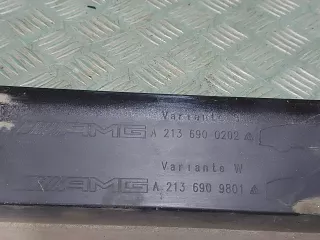 Variante
AMG A 213 690 0202
Variante W
AMG A 213 690 9801